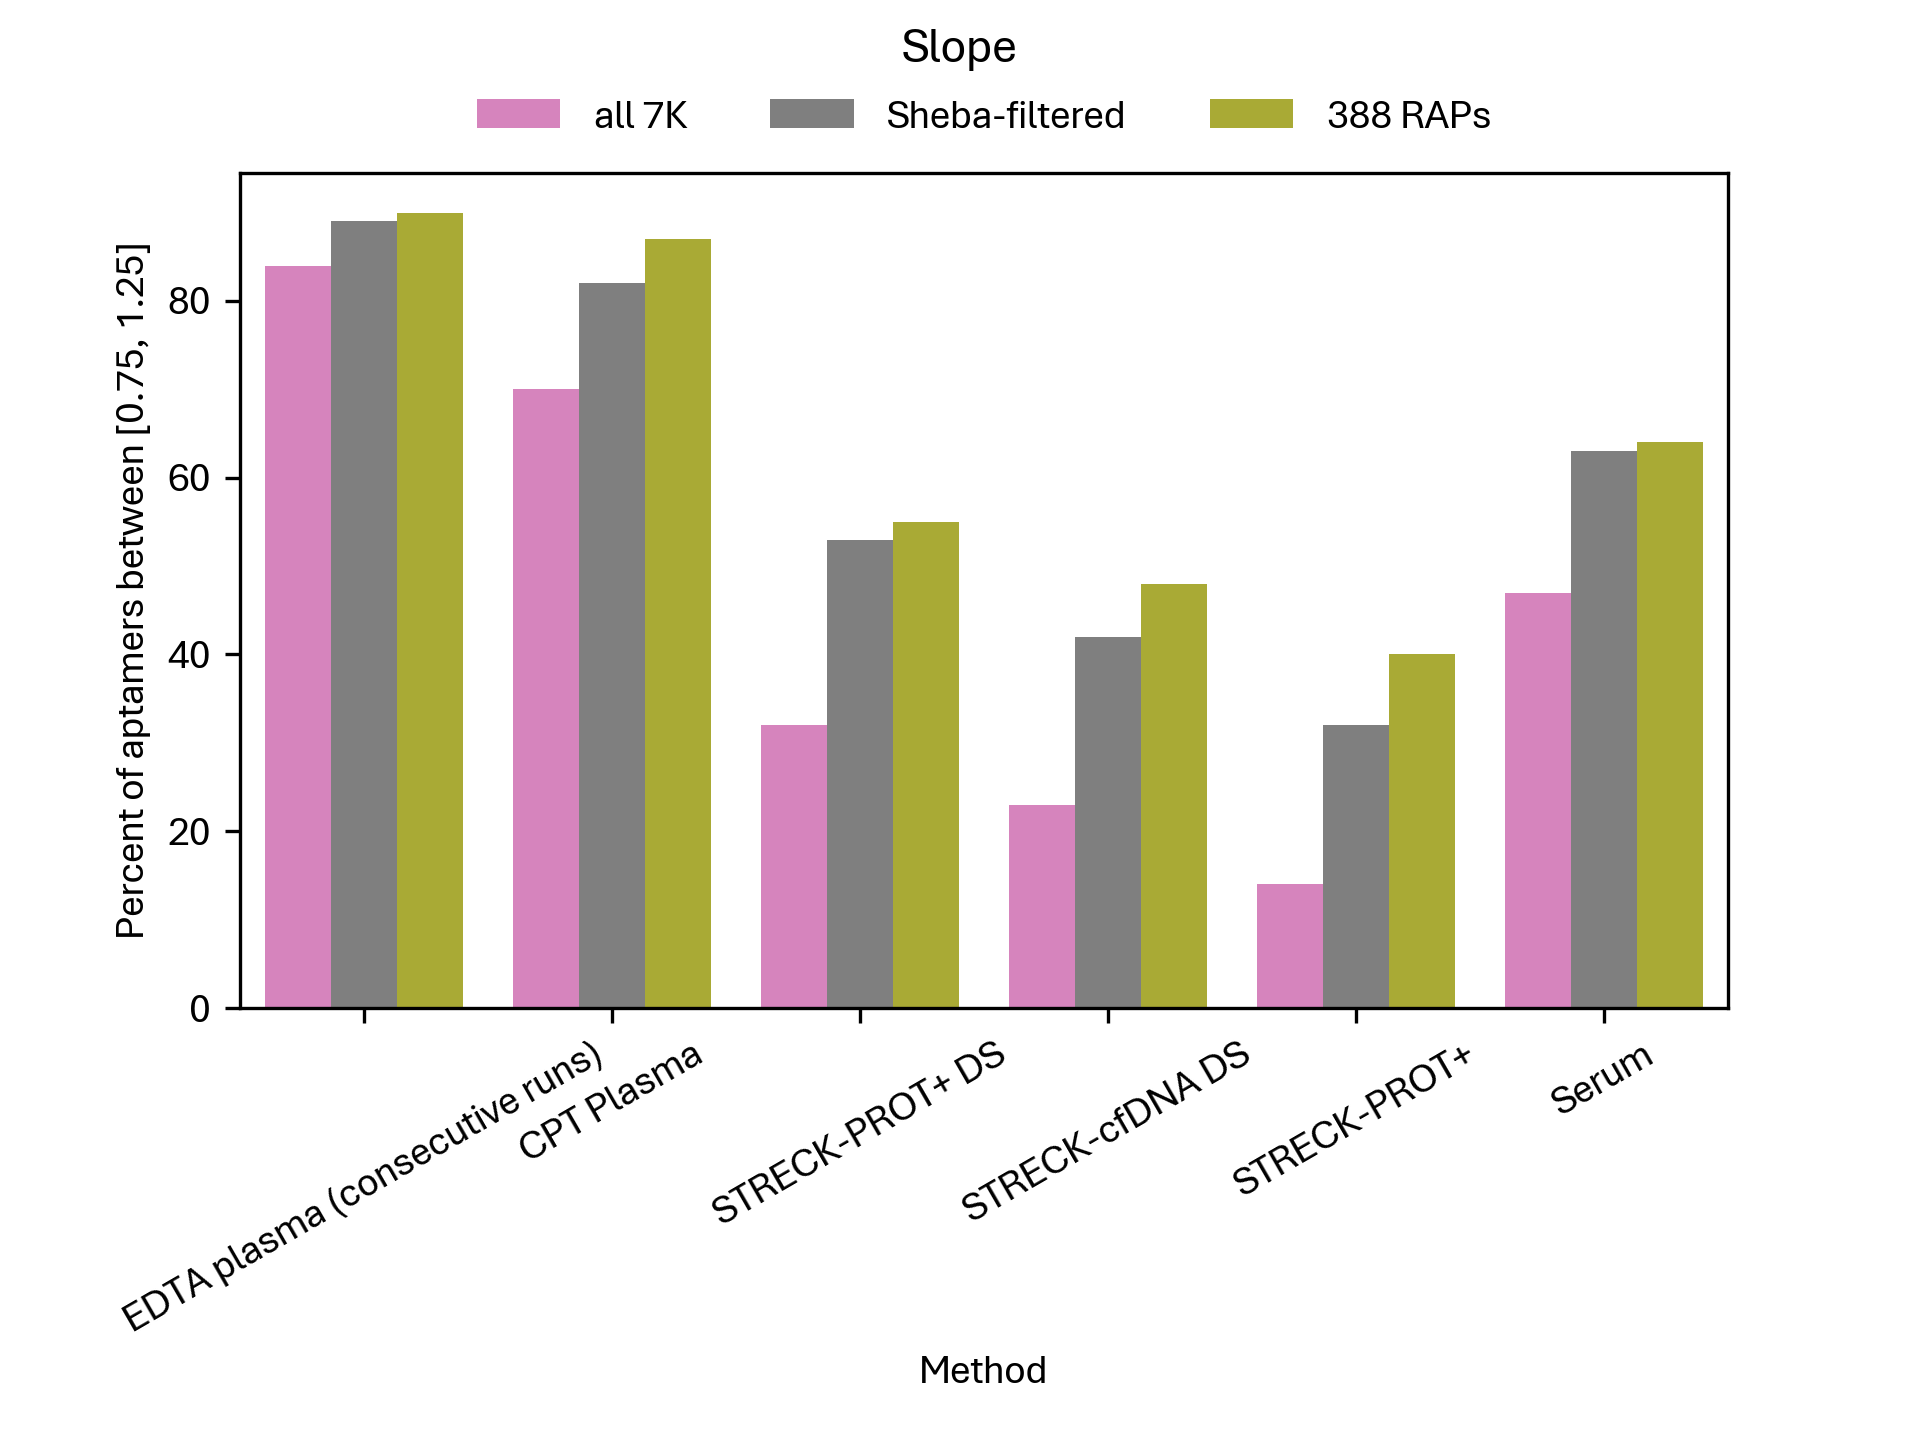 Slope
all 7K
Sheba-filtered
388 RAPs
Percent of aptamers between [0.75, 1.25]
80
60
40
20
0
EDTA plasma (consecutive runs)
CPT Plasma
STRECK-PROT+ DS
STRECK-cfDNA DS
STRECK-PROT+
Serum
Method